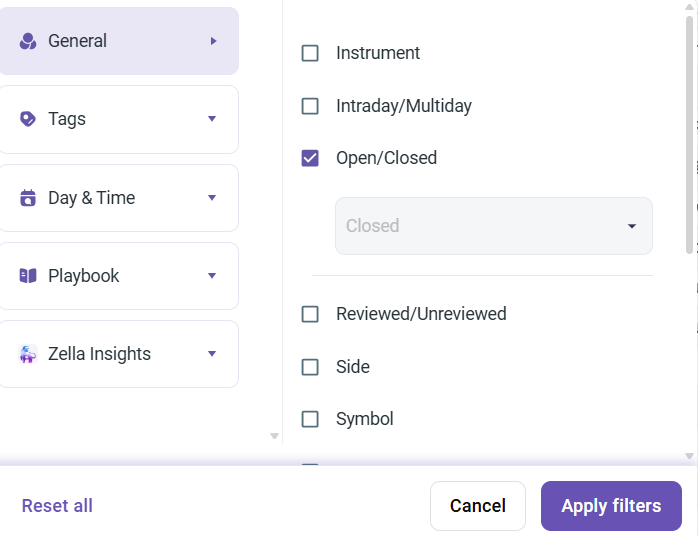 General
Tags
Day & Time
Playbook
Zella Insights
Instrument
Intraday/Multiday
Open/Closed
Closed
Reviewed/Unreviewed
Side
Symbol
Reset all
Cancel
Apply filters